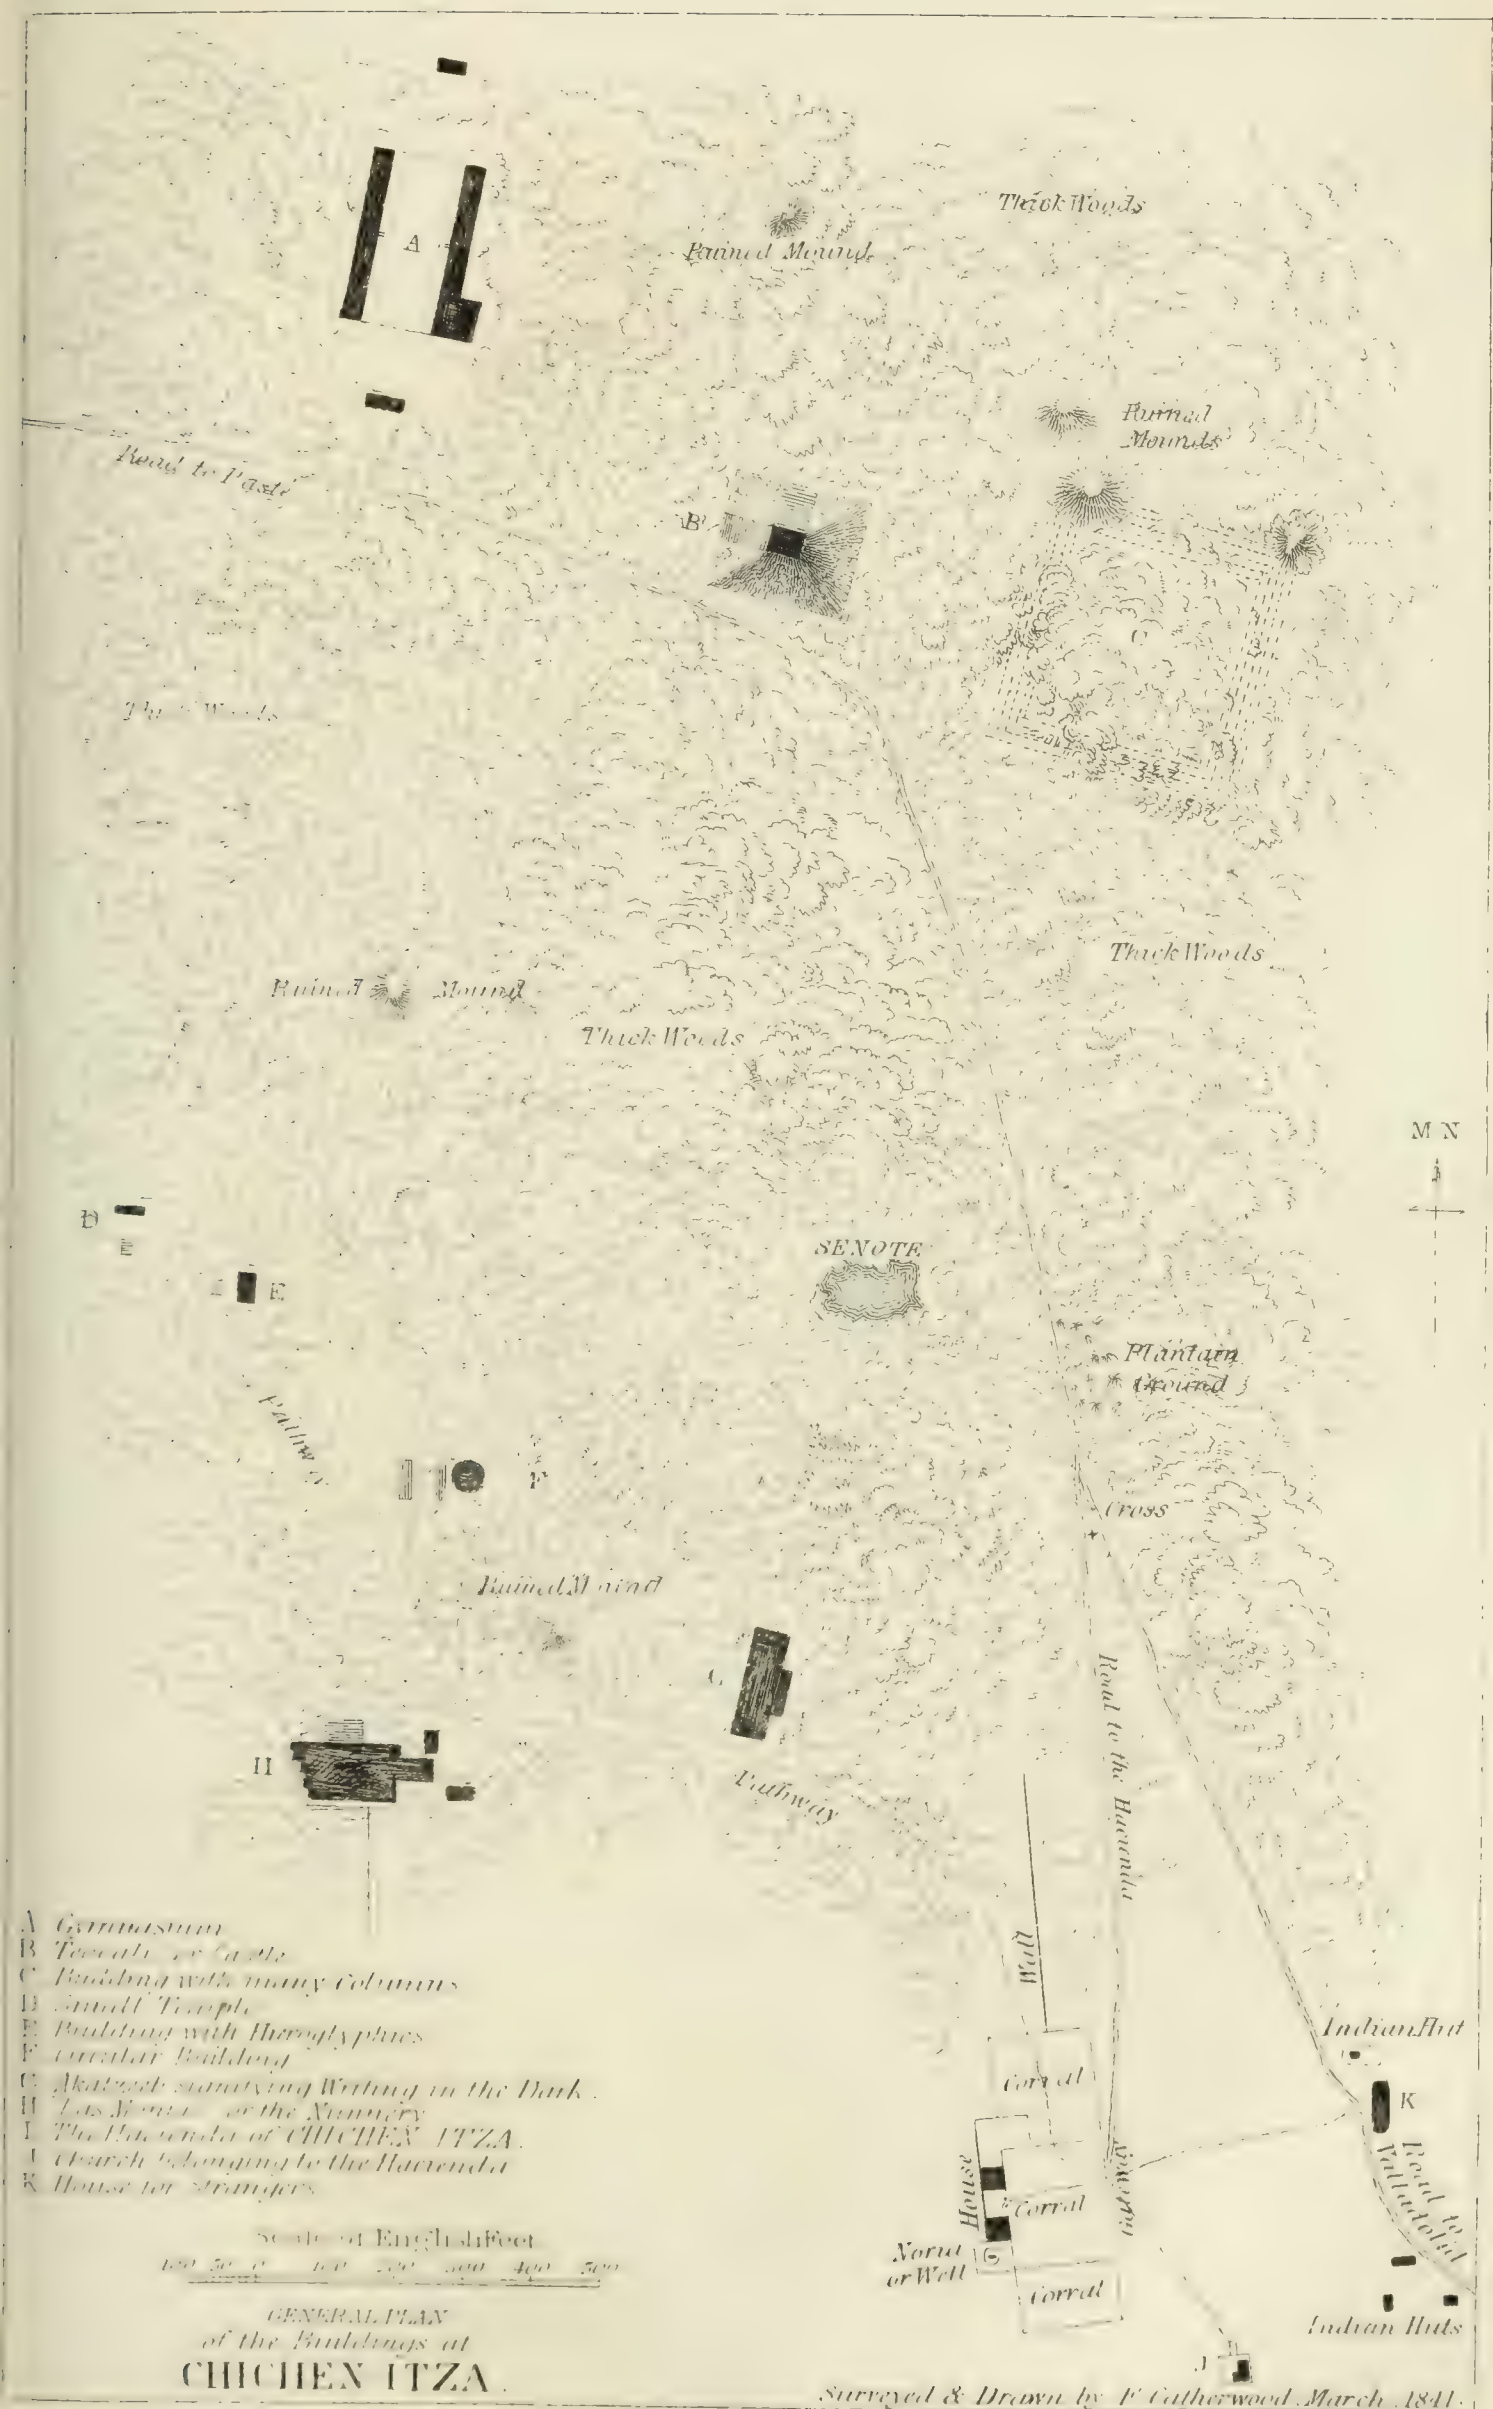 Thick Woods
A
Ruined Mound
Ruined
Mounds
Road to
B
C
Thick Woods
Ruined Mound
Thick Woods
M N
D
SENOTE
E
Plantain
Ground
F
Cross
Ruined Mound
Road to the Hacienda
H
Pathway
Wall
Indian Hut
Corral
K
Road to
Valladolid
House
Corral
Noria
or Well
Corral
Indian Huts
A Gymnasium
B
C Building with many Columns
D Small Temple
E Building with Hieroglyphics
F Circular Building
G signifying Writing in the Dark.
H or the Nunnery
I The Hacienda of CHICHEN ITZA.
J Church belonging to the Hacienda
K House for Strangers
Scale of English Feet
100 50 0 100 200 300 400 500
GENERAL PLAN
of the Buildings at
CHICHEN ITZA.
Surveyed & Drawn by F Catherwood. March. 1841.